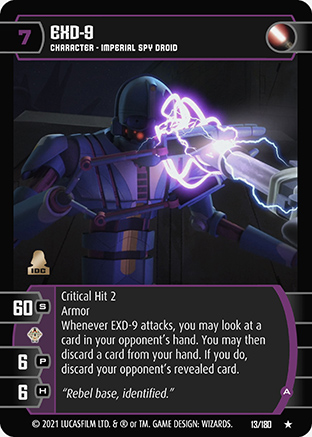 7
EXD-9
CHARACTER - IMPERIAL SPY DROID
IDC
60 S
6 P
6 H
Critical Hit 2
Armor
Whenever EXD-9 attacks, you may look at a
card in your opponent's hand. You may then
discard a card from your hand. If you do,
discard your opponent's revealed card.
"Rebel base, identified."
A
© 2021 LUCASFILM LTD. & ® or TM. GAME DESIGN: WIZARDS.
13/180